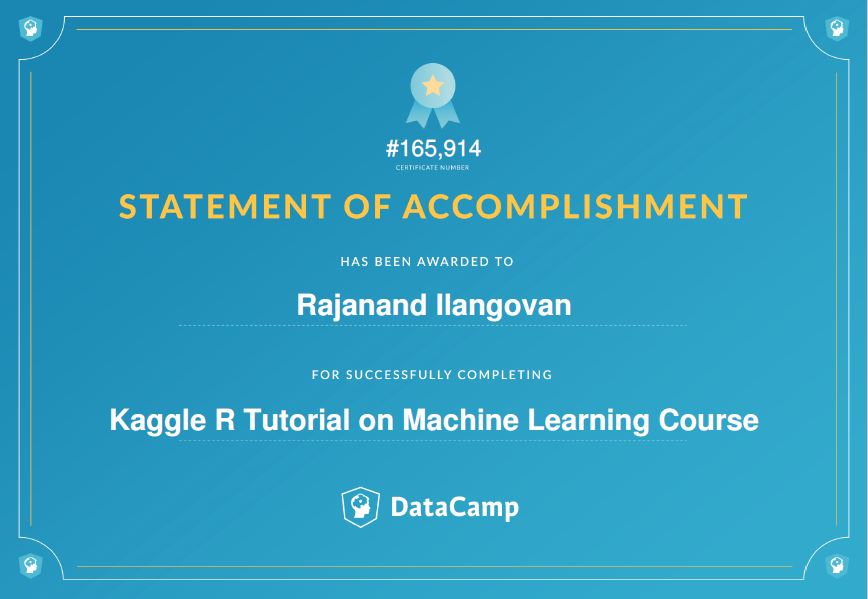 #165,914
CERTIFICATE NUMBER
STATEMENT OF ACCOMPLISHMENT
HAS BEEN AWARDED TO
Rajanand Ilangovan
FOR SUCCESSFULLY COMPLETING
Kaggle R Tutorial on Machine Learning Course
DataCamp